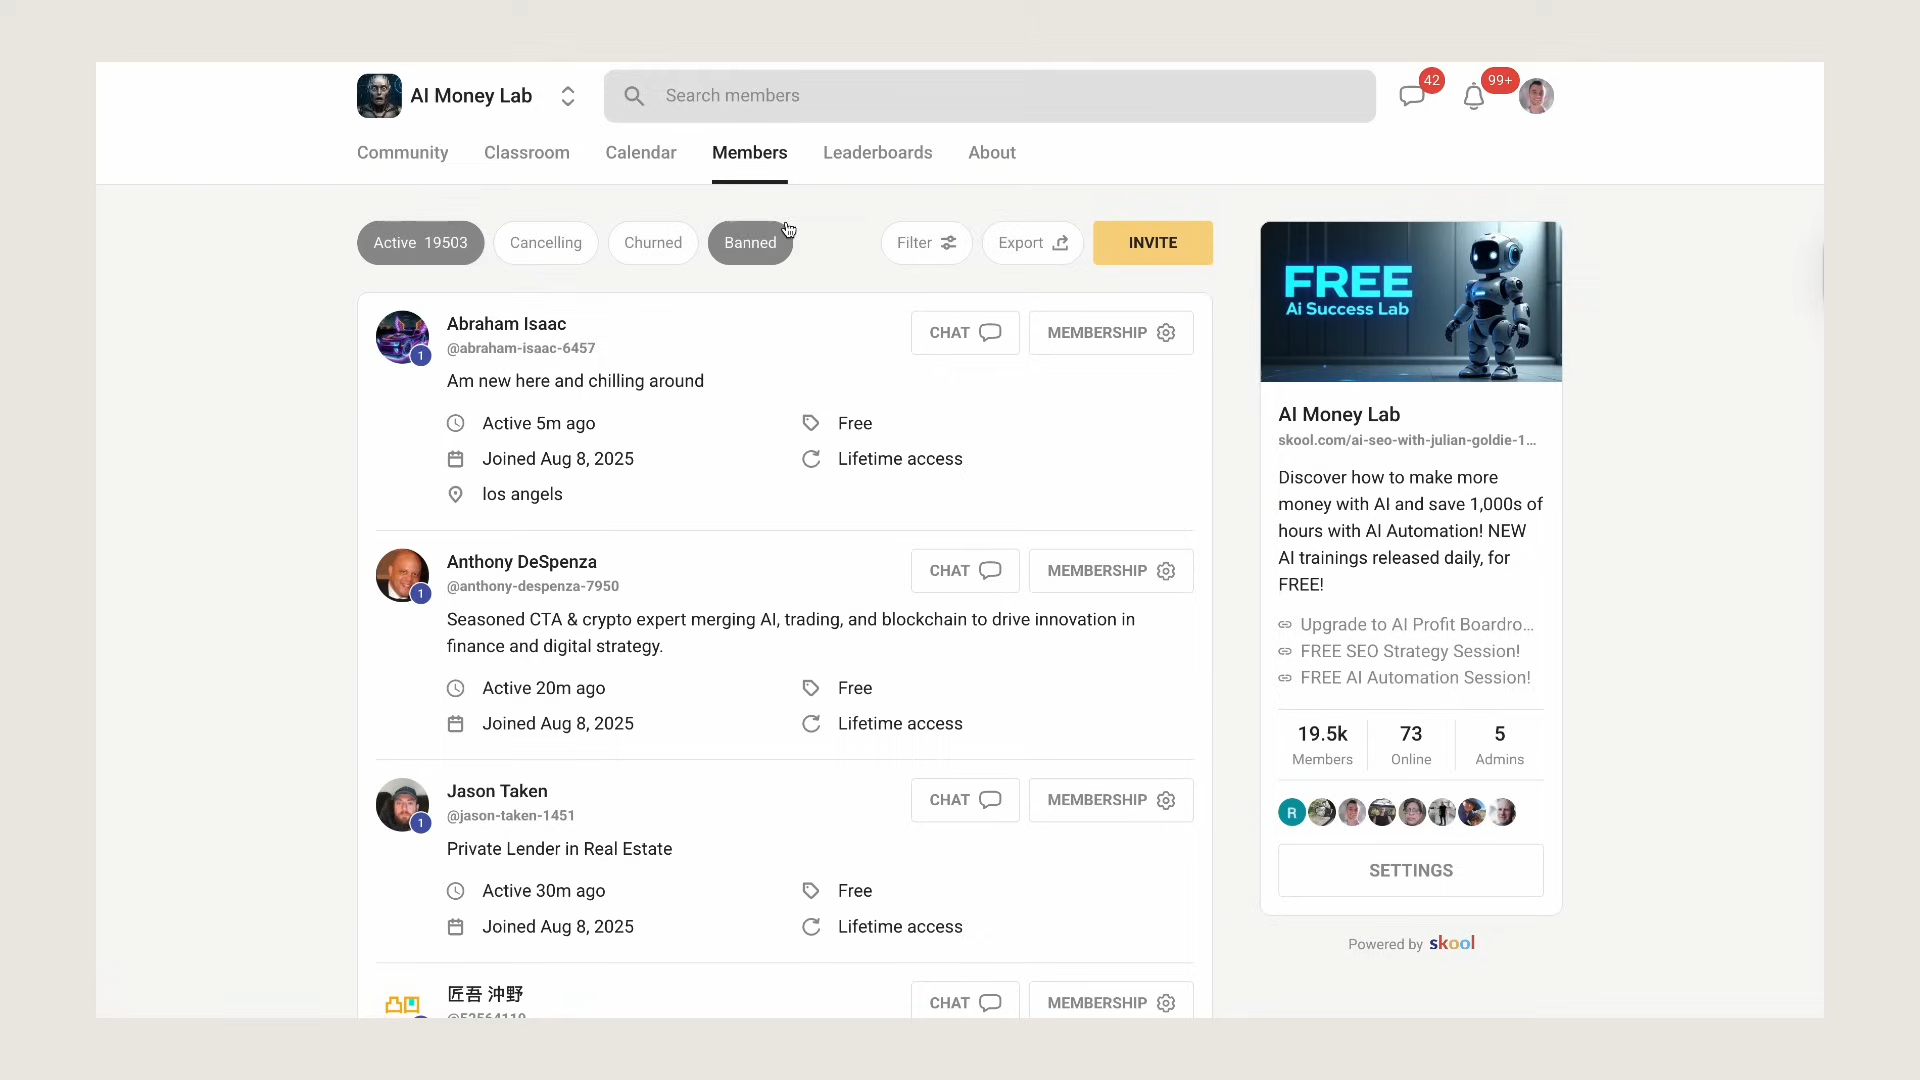 AI Money Lab
Search members
42
99+
Community Classroom Calendar Members Leaderboards About
Active 19503 Cancelling Churned Banned Filter Export INVITE
Abraham Isaac
@abraham-isaac-6457
1
Am new here and chilling around
CHAT MEMBERSHIP
Active 5m ago Free
Joined Aug 8, 2025 Lifetime access
los angels
Anthony DeSpenza
@anthony-despenza-7950
1
CHAT MEMBERSHIP
Seasoned CTA & crypto expert merging AI, trading, and blockchain to drive innovation in
finance and digital strategy.
Active 20m ago Free
Joined Aug 8, 2025 Lifetime access
Jason Taken
@jason-taken-1451
1
CHAT MEMBERSHIP
Private Lender in Real Estate
Active 30m ago Free
Joined Aug 8, 2025 Lifetime access
匠吾 沖野
CHAT MEMBERSHIP
FREE
Ai Success Lab
AI Money Lab
skool.com/ai-seo-with-julian-goldie-1...
Discover how to make more
money with AI and save 1,000s of
hours with AI Automation! NEW
AI trainings released daily, for
FREE!
Upgrade to AI Profit Boardro...
FREE SEO Strategy Session!
FREE AI Automation Session!
19.5k 73 5
Members Online Admins
R
SETTINGS
Powered by skool